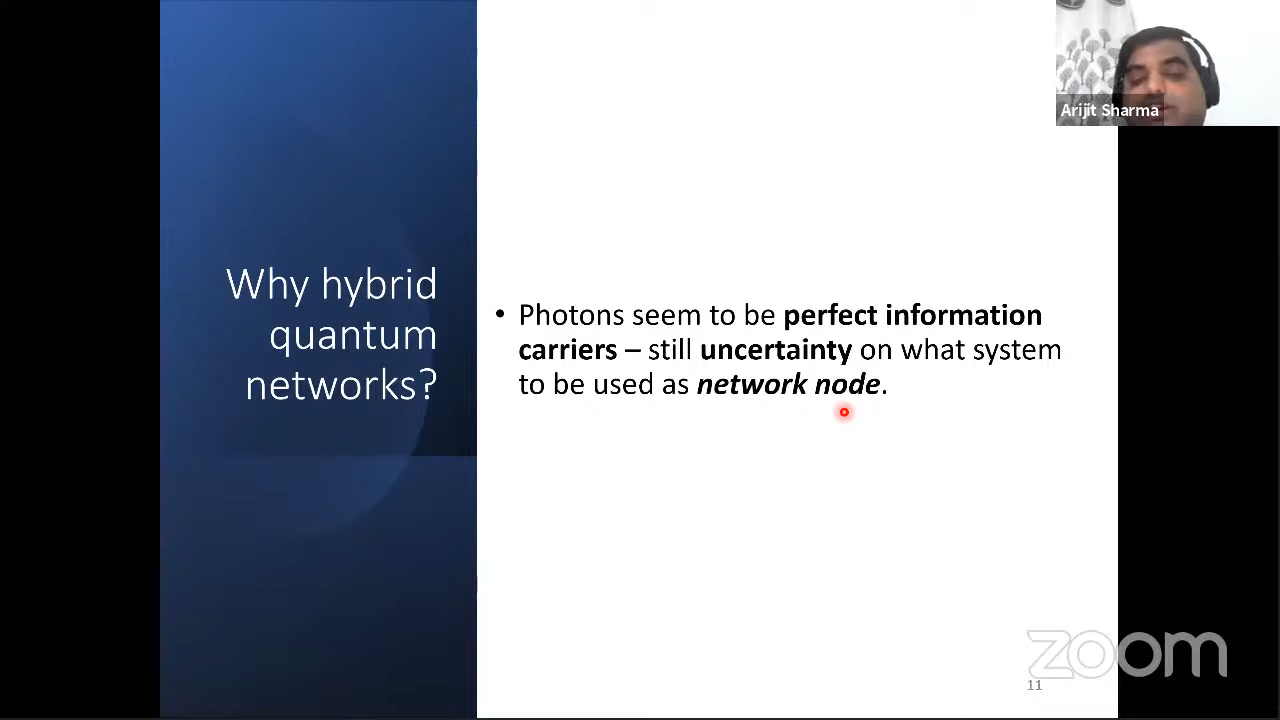 Arijit Sharma
Why hybrid
quantum
networks?
• Photons seem to be perfect information
carriers – still uncertainty on what system
to be used as network node.
zoom
11